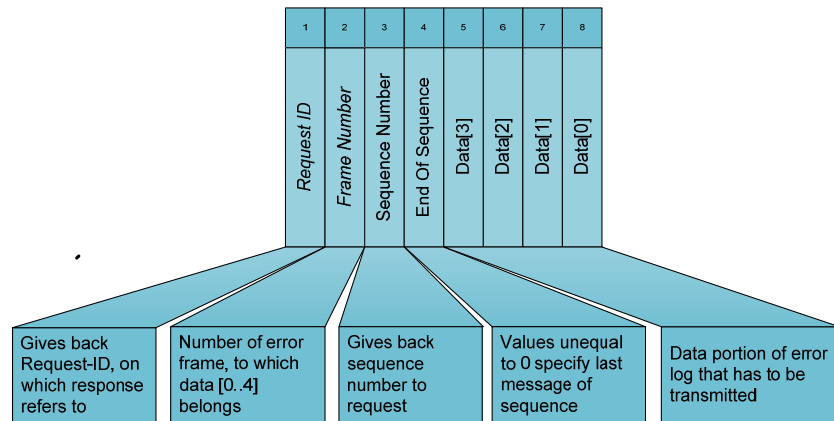 1 2 3 4 5 6 7 8
Request ID
Frame Number
Sequence Number
End Of Sequence
Data[3]
Data[2]
Data[1]
Data[0]
Gives back
Request-ID, on
which response
refers to
Number of error
frame, to which
data [0..4]
belongs
Gives back
sequence
number to
request
Values unequal
to 0 specify last
message of
sequence
Data portion of error
log that has to be
transmitted